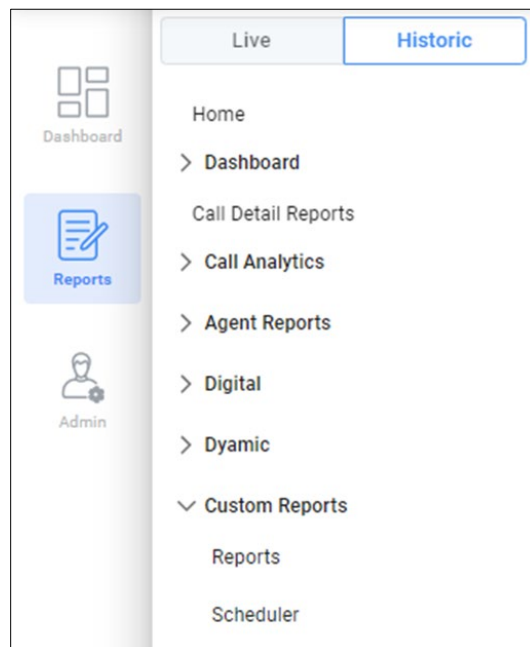 Live Historic
Home
Dashboard
Dashboard
Call Detail Reports
Call Analytics
Reports
Agent Reports
Digital
Admin
Dyamic
Custom Reports
Reports
Scheduler